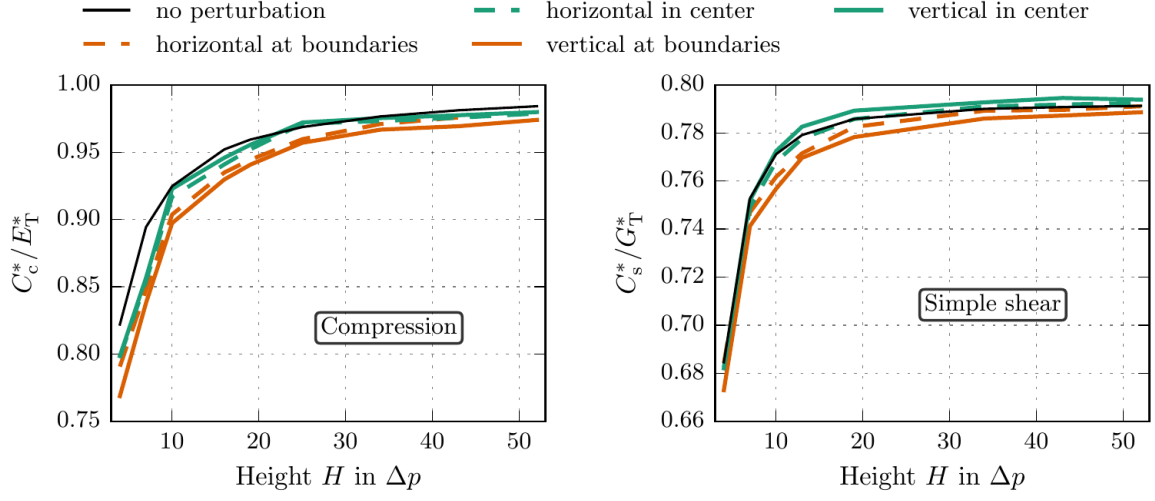 no perturbation
horizontal in center
vertical in center
horizontal at boundaries
vertical at boundaries
1.00
0.95
0.90
0.85
0.80
0.75
C*c/E*T
Compression
10
20
30
40
50
Height H in Δp
0.80
0.78
0.76
0.74
0.72
0.70
0.68
0.66
C*s/G*T
Simple shear
10
20
30
40
50
Height H in Δp